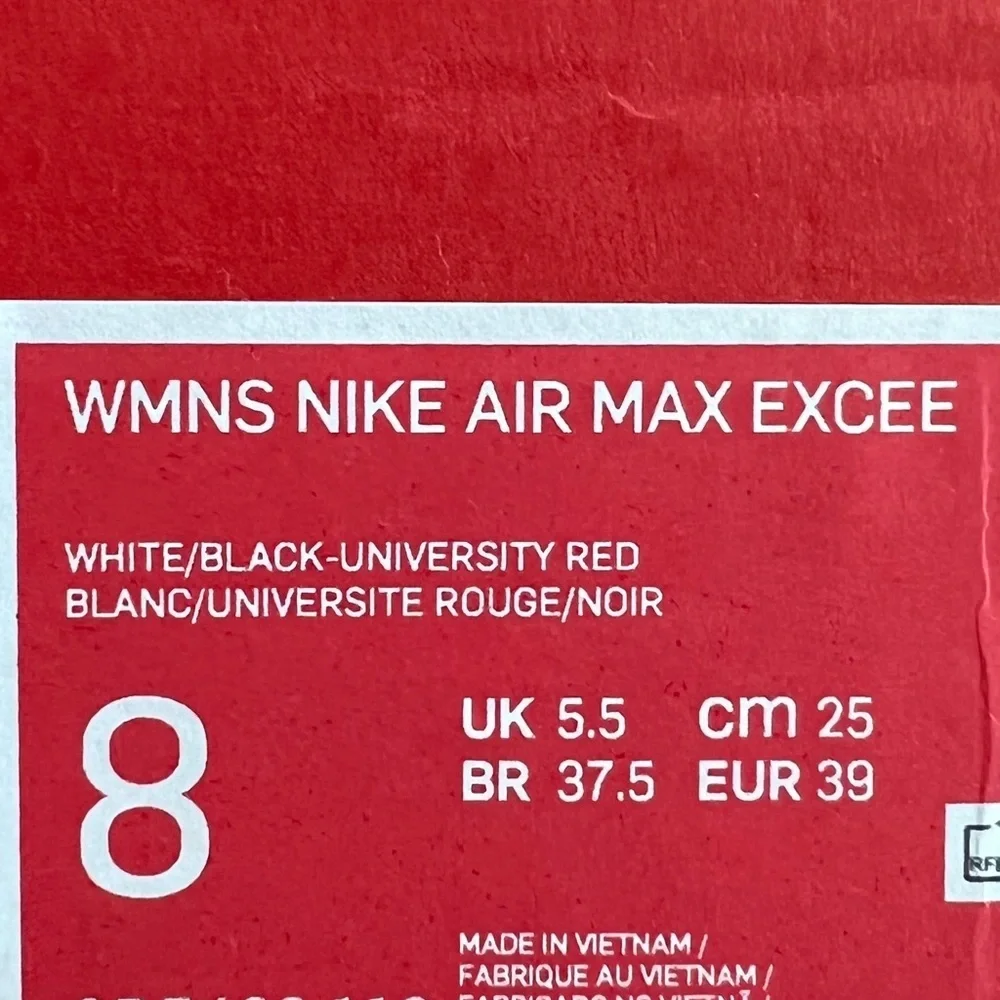 WMNS NIKE AIR MAX EXCEE
WHITE/BLACK-UNIVERSITY RED
BLANC/UNIVERSITE ROUGE/NOIR
8
UK 5.5 cm 25
BR 37.5 EUR 39
MADE IN VIETNAM /
FABRIQUE AU VIETNAM /